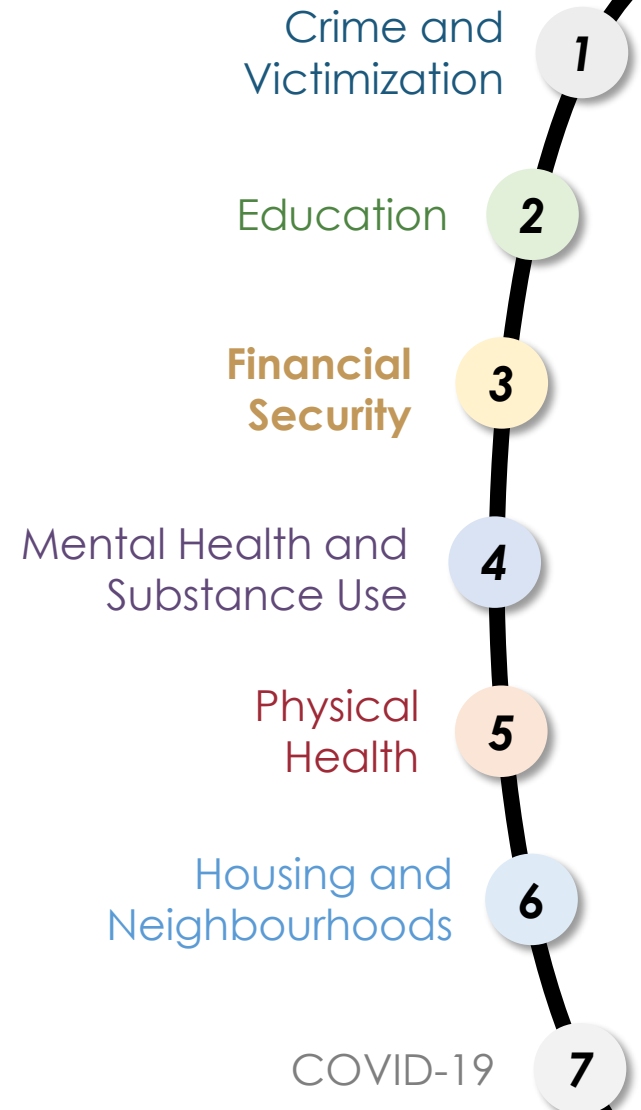 Crime and
Victimization
1
Education
2
Financial
Security
3
Mental Health and
Substance Use
4
Physical
Health
5
Housing and
Neighbourhoods
6
COVID-19
7